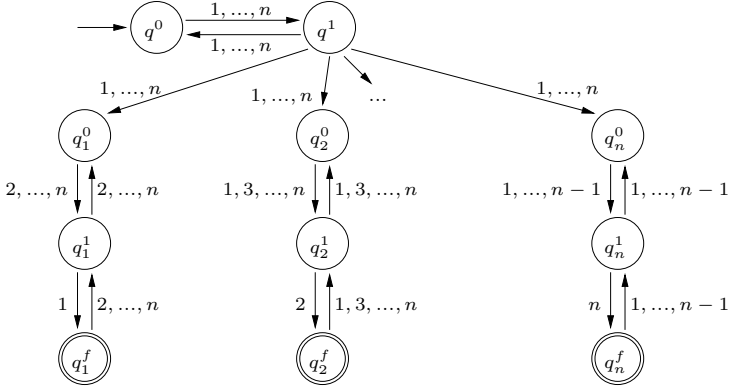 1, ..., n
q^0 q^1
1, ..., n
1, ..., n 1, ..., n ... 1, ..., n
q_1^0 q_2^0 q_n^0
2, ..., n 2, ..., n 1, 3, ..., n 1, 3, ..., n 1, ..., n − 1 1, ..., n − 1
q_1^1 q_2^1 q_n^1
1 2, ..., n 2 1, 3, ..., n n 1, ..., n − 1
q_1^f q_2^f q_n^f